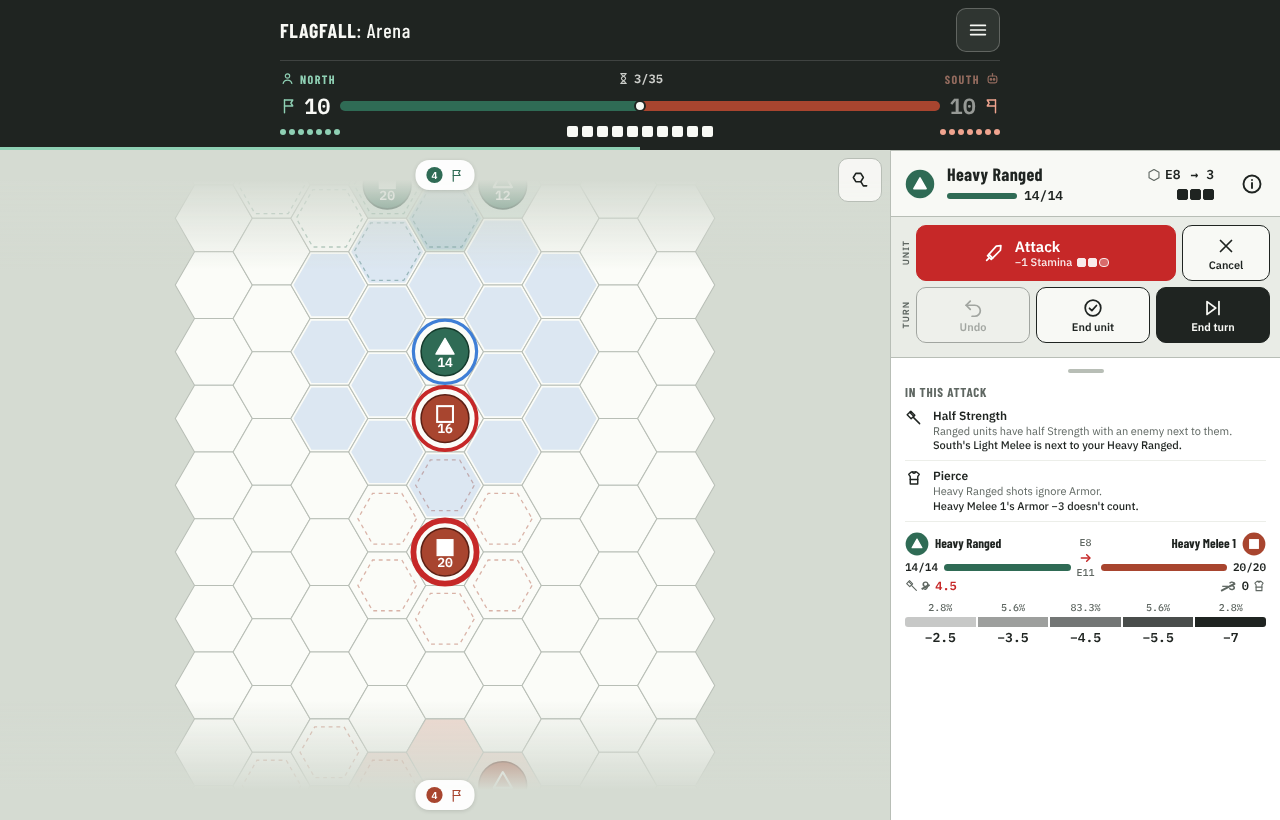 FLAGFALL: Arena
NORTH
3/35
SOUTH
10
10
4
20
12
14
16
20
4
Heavy Ranged
14/14
E8 → 3
UNIT
Attack
−1 Stamina
Cancel
TURN
Undo
End unit
End turn
IN THIS ATTACK
Half Strength
Ranged units have half Strength with an enemy next to them.
South's Light Melee is next to your Heavy Ranged.
Pierce
Heavy Ranged shots ignore Armor.
Heavy Melee 1's Armor −3 doesn't count.
Heavy Ranged
E8
Heavy Melee 1
14/14
→
E11
20/20
9 4.5
−3 0
2.8% 5.6% 83.3% 5.6% 2.8%
−2.5 −3.5 −4.5 −5.5 −7